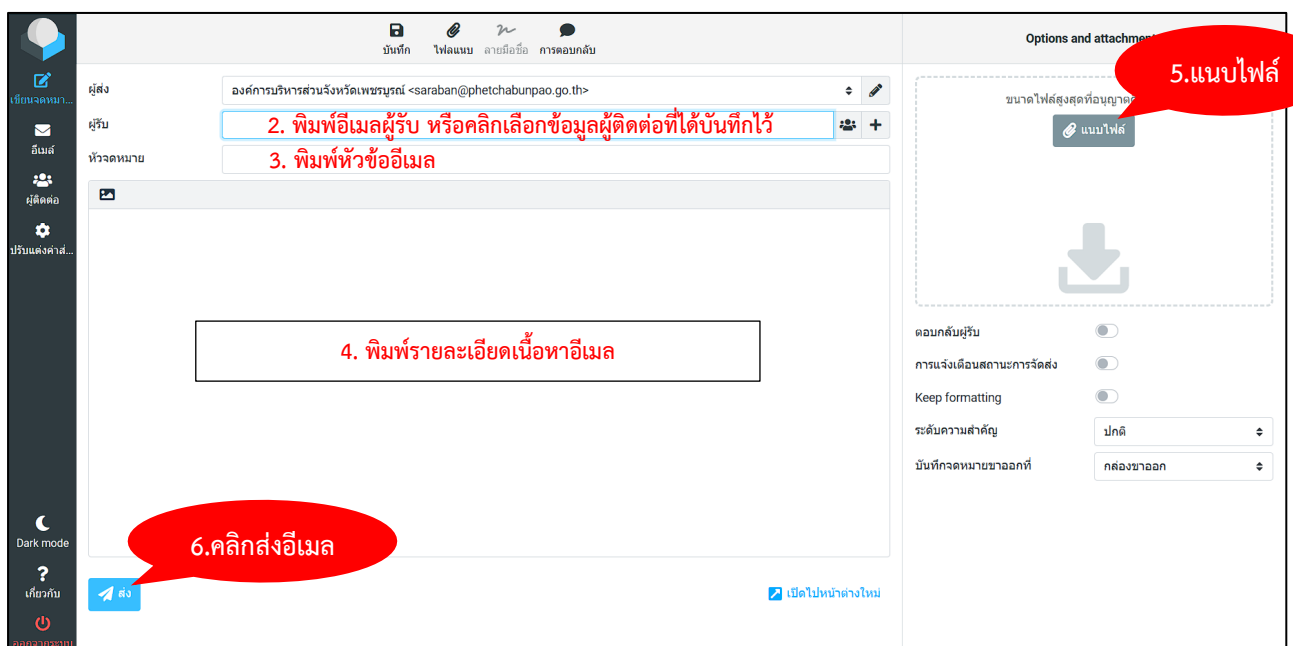 บันทึก ไฟลแนบ ลายมือชื่อ การตอบกลับ
Options and attachment
5.แนบไฟล์
เขียนจดหมา...
อีเมล์
ผู้ติดต่อ
ปรับแต่งค่าส่...
ผู้ส่ง
องค์การบริหารส่วนจังหวัดเพชรบูรณ์ <saraban@phetchabunpao.go.th>
ผู้รับ
2. พิมพ์อีเมลผู้รับ หรือคลิกเลือกข้อมูลผู้ติดต่อที่ได้บันทึกไว้
หัวจดหมาย
3. พิมพ์หัวข้ออีเมล
4. พิมพ์รายละเอียดเนื้อหาอีเมล
ขนาดไฟล์สูงสุดที่อนุญาต
แนบไฟล์
ตอบกลับผู้รับ
การแจ้งเตือนสถานะการจัดส่ง
Keep formatting
ระดับความสำคัญ
ปกติ
บันทึกจดหมายขาออกที่
กล่องขาออก
6.คลิกส่งอีเมล
ส่ง
เปิดไปหน้าต่างใหม่
Dark mode
เกี่ยวกับ
ออกจากระบบ